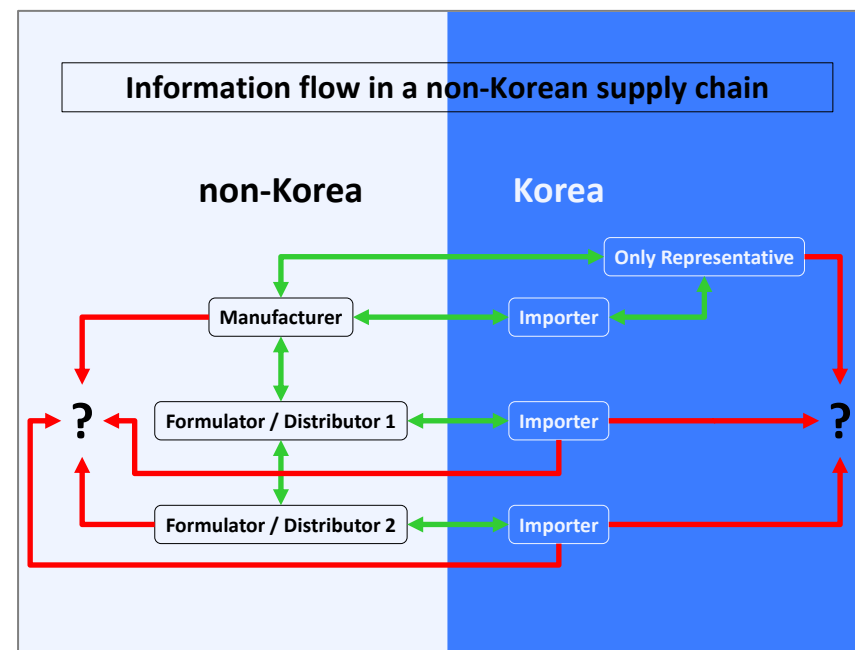 Information flow in a non-Korean supply chain
non-Korea
Korea
Only Representative
Manufacturer
Importer
?
Formulator / Distributor 1
Importer
?
Formulator / Distributor 2
Importer